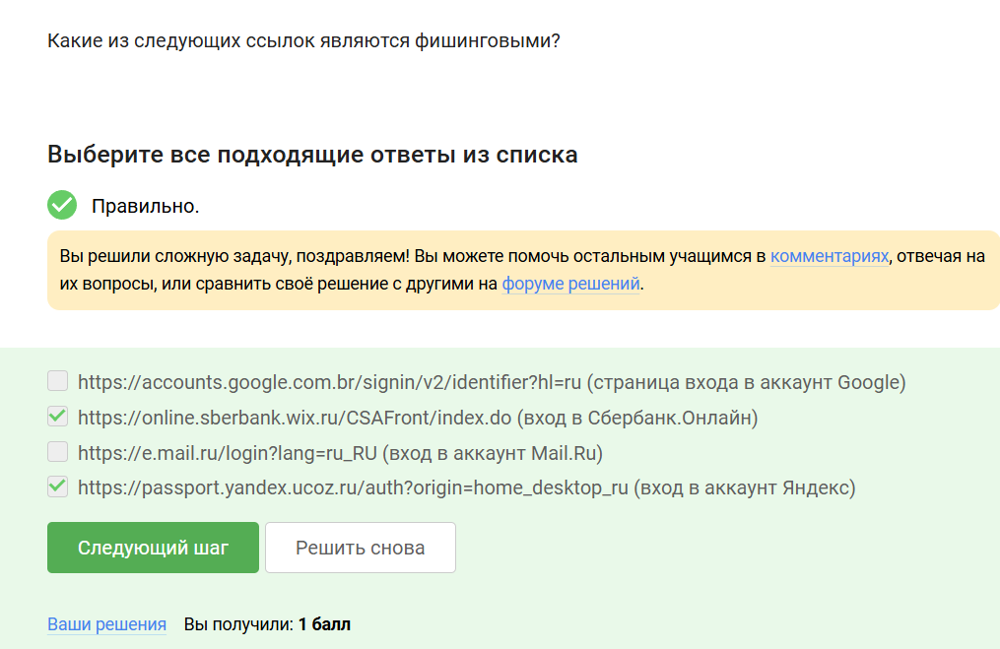 Какие из следующих ссылок являются фишинговыми?
Выберите все подходящие ответы из списка
Правильно.
Вы решили сложную задачу, поздравляем! Вы можете помочь остальным учащимся в комментариях, отвечая на
их вопросы, или сравнить своё решение с другими на форуме решений.
https://accounts.google.com.br/signin/v2/identifier?hl=ru (страница входа в аккаунт Google)
https://online.sberbank.wix.ru/CSAFront/index.do (вход в Сбербанк.Онлайн)
https://e.mail.ru/login?lang=ru_RU (вход в аккаунт Mail.Ru)
https://passport.yandex.ucoz.ru/auth?origin=home_desktop_ru (вход в аккаунт Яндекс)
Следующий шаг Решить снова
Ваши решения Вы получили: 1 балл